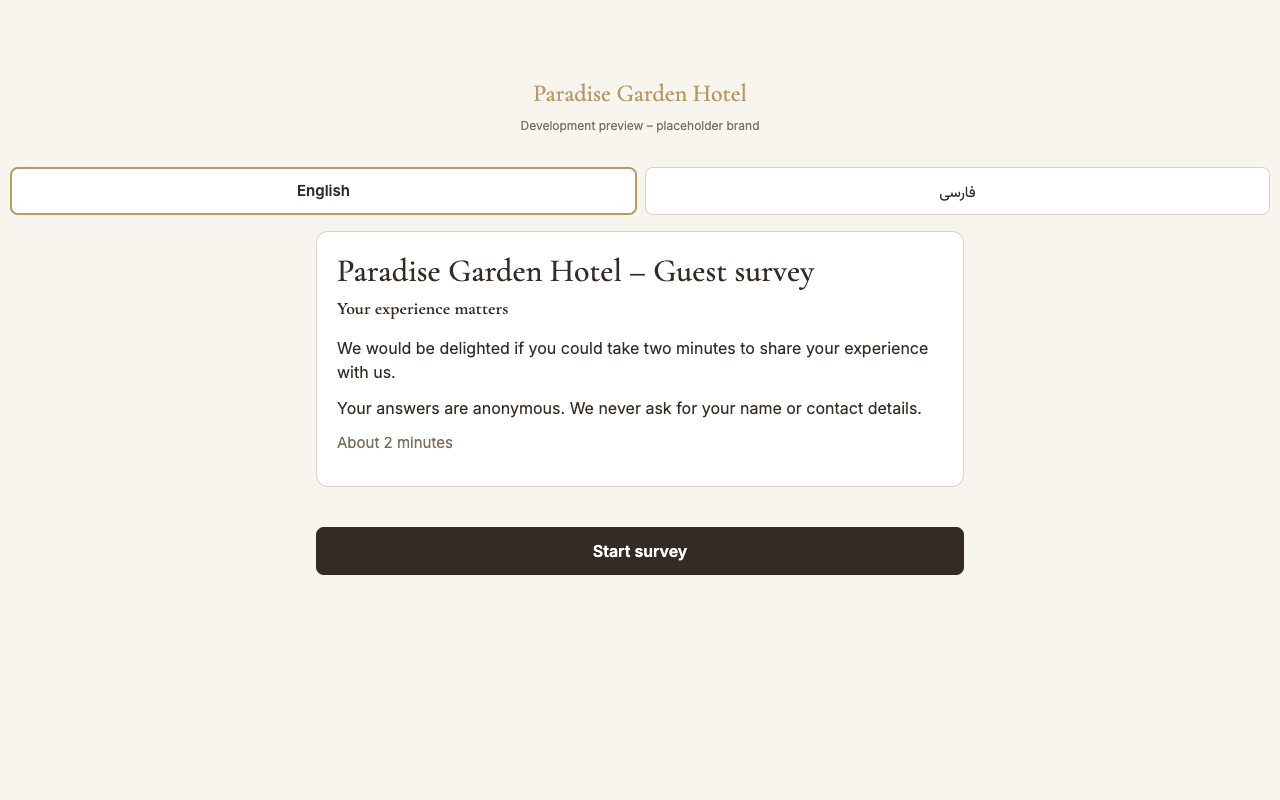 Paradise Garden Hotel
Development preview – placeholder brand
English
فارسی
Paradise Garden Hotel – Guest survey
Your experience matters
We would be delighted if you could take two minutes to share your experience
with us.
Your answers are anonymous. We never ask for your name or contact details.
About 2 minutes
Start survey